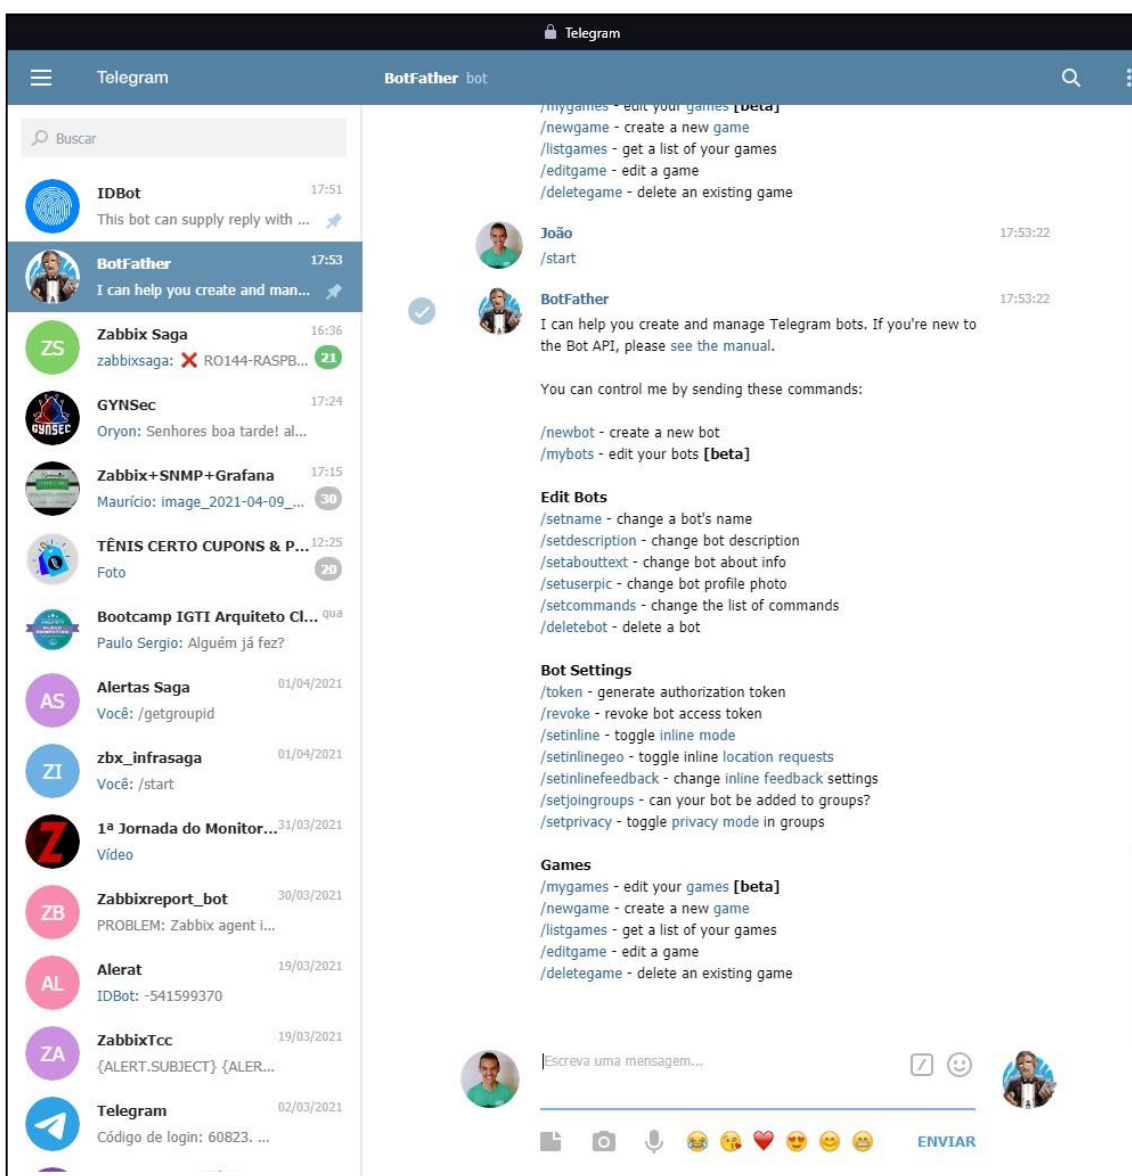 Telegram
Telegram
BotFather bot
Buscar
IDBot 17:51
This bot can supply reply with ...
BotFather 17:53
I can help you create and man...
ZS
Zabbix Saga 16:36
zabbixsaga: ❌ RO144-RASPB... 21
GYNSEC
GYNSec 17:24
Oryon: Senhores boa tarde! al...
Zabbix+SNMP+Grafana 17:15
Maurício: image_2021-04-09_... 30
TÊNIS CERTO CUPONS & P... 12:25
Foto 20
Bootcamp IGTI Arquiteto Cl... qua
Paulo Sergio: Alguém já fez?
AS
Alertas Saga 01/04/2021
Você: /getgroupid
ZI
zbx_infrasaga 01/04/2021
Você: /start
Z
1ª Jornada do Monitor... 31/03/2021
Vídeo
ZB
Zabbixreport_bot 30/03/2021
PROBLEM: Zabbix agent i...
AL
Alerat 19/03/2021
IDBot: -541599370
ZA
ZabbixTcc 19/03/2021
{ALERT.SUBJECT} {ALER...
Telegram 02/03/2021
Código de login: 60823. ...
/mygames - edit your games [beta]
/newgame - create a new game
/listgames - get a list of your games
/editgame - edit a game
/deletegame - delete an existing game
João 17:53:22
/start
BotFather 17:53:22
I can help you create and manage Telegram bots. If you're new to
the Bot API, please see the manual.
You can control me by sending these commands:
/newbot - create a new bot
/mybots - edit your bots [beta]
Edit Bots
/setname - change a bot's name
/setdescription - change bot description
/setabouttext - change bot about info
/setuserpic - change bot profile photo
/setcommands - change the list of commands
/deletebot - delete a bot
Bot Settings
/token - generate authorization token
/revoke - revoke bot access token
/setinline - toggle inline mode
/setinlinegeo - toggle inline location requests
/setinlinefeedback - change inline feedback settings
/setjoingroups - can your bot be added to groups?
/setprivacy - toggle privacy mode in groups
Games
/mygames - edit your games [beta]
/newgame - create a new game
/listgames - get a list of your games
/editgame - edit a game
/deletegame - delete an existing game
Escreva uma mensagem...
ENVIAR